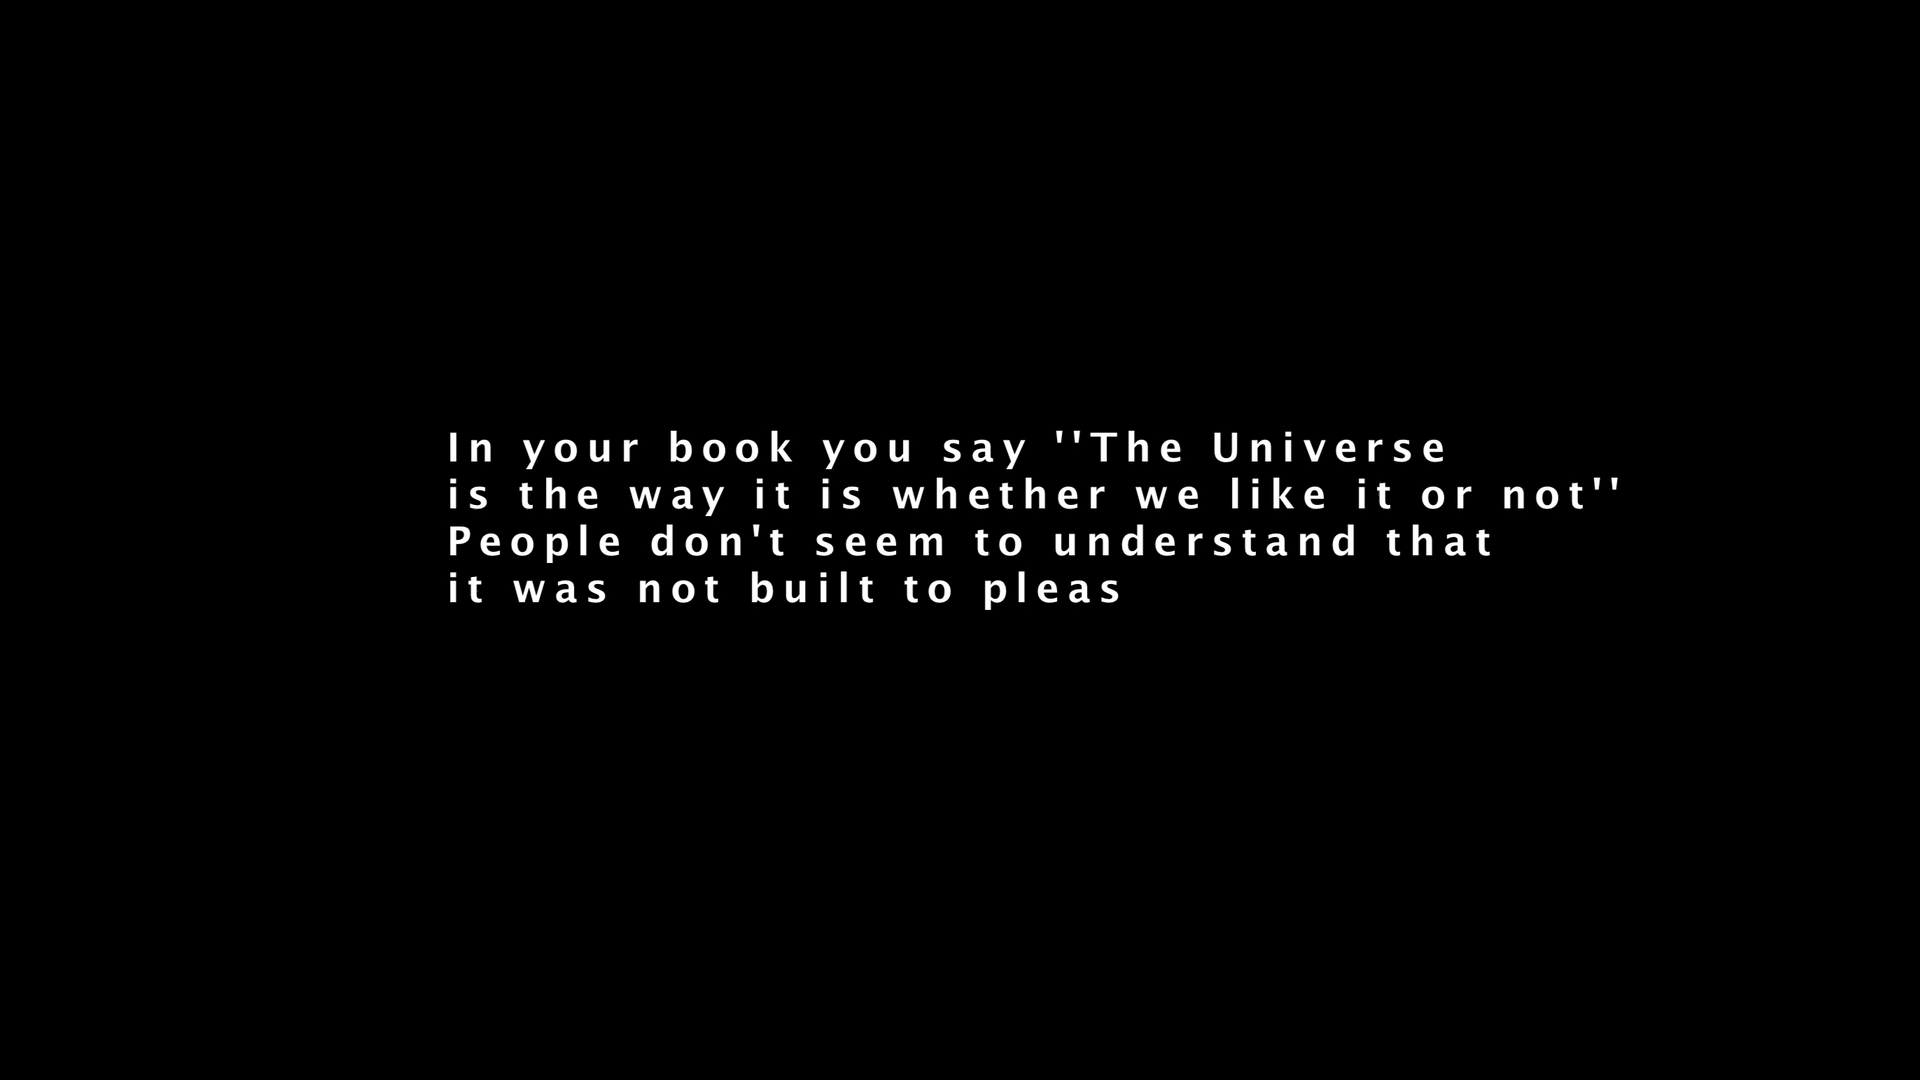 In your book you say ''The Universe
is the way it is whether we like it or not''
People don't seem to understand that
it was not built to pleas